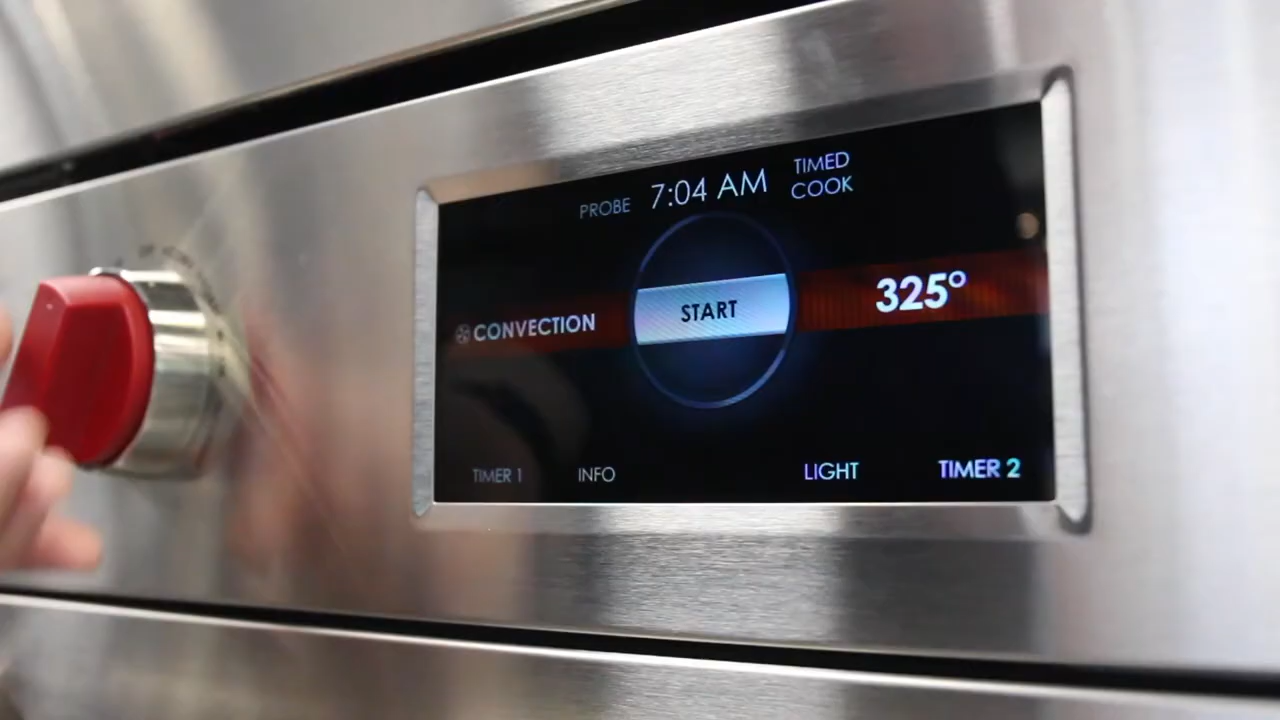 PROBE 7:04 AM TIMED
COOK
CONVECTION START 325°
TIMER 1 INFO LIGHT TIMER 2